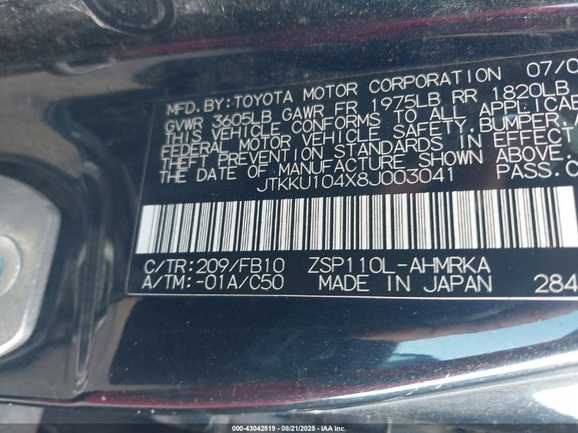 MFD. BY: TOYOTA MOTOR CORPORATION 07/0
GVWR 3605LB GAWR FR 1975LB RR 1820LB
THIS VEHICLE CONFORMS TO ALL APPLICAB
FEDERAL MOTOR VEHICLE SAFETY, BUMPER, A
THEFT PREVENTION STANDARDS IN EFFECT
THE DATE OF MANUFACTURE SHOWN ABOVE.
JTKKU104X8J003041 PASS. C
C/TR: 209/FB10 ZSP110L-AHMRKA
A/TM: -01A/C50 MADE IN JAPAN 284
000-43042519 - 08/21/2025 - IAA, Inc.